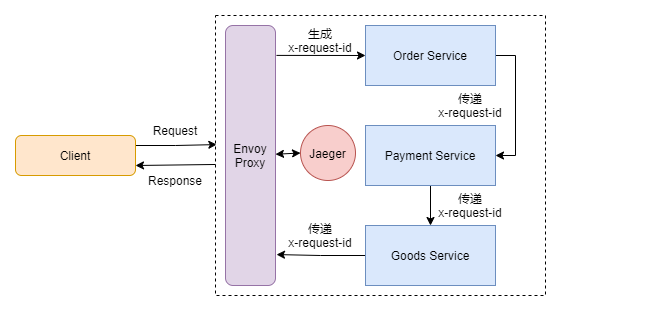 生成
x-request-id
Order Service
传递
x-request-id
Request
Client
Envoy
Proxy
Jaeger
Payment Service
Response
传递
x-request-id
传递
x-request-id
Goods Service